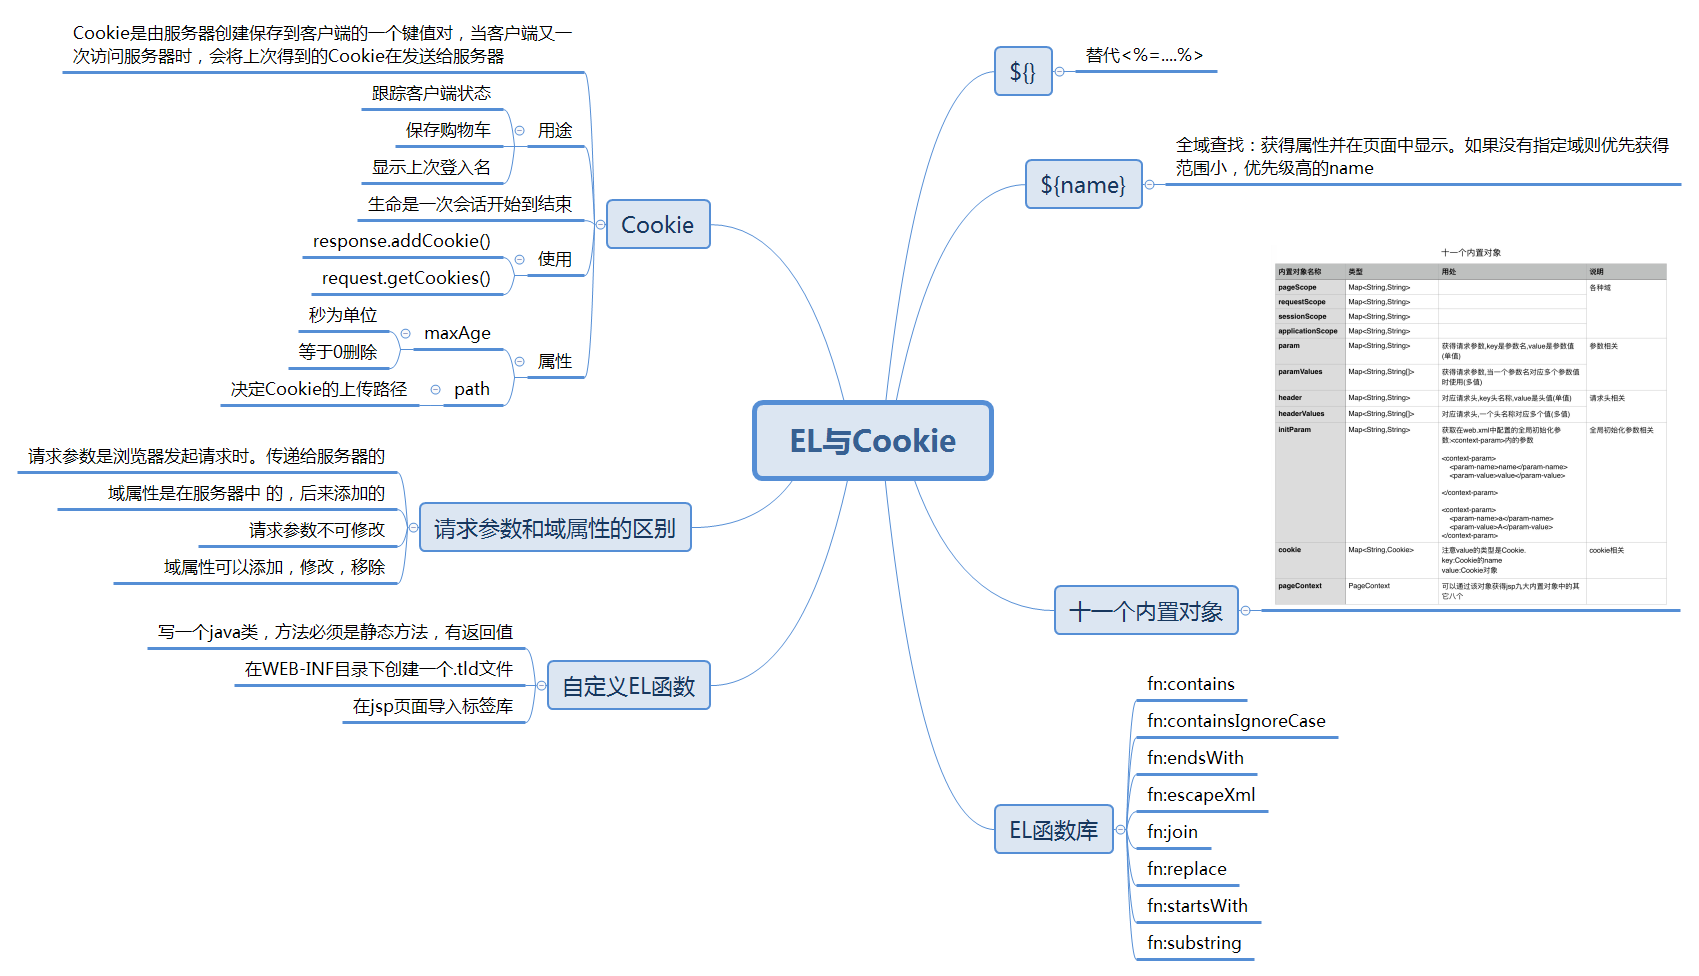 EL与Cookie
Cookie
Cookie是由服务器创建保存到客户端的一个键值对，当客户端又一
次访问服务器时，会将上次得到的Cookie在发送给服务器
用途
跟踪客户端状态
保存购物车
显示上次登入名
生命是一次会话开始到结束
使用
response.addCookie()
request.getCookies()
属性
maxAge
秒为单位
等于0删除
path
决定Cookie的上传路径
请求参数和域属性的区别
请求参数是浏览器发起请求时。传递给服务器的
域属性是在服务器中 的，后来添加的
请求参数不可修改
域属性可以添加，修改，移除
自定义EL函数
写一个java类，方法必须是静态方法，有返回值
在WEB-INF目录下创建一个.tld文件
在jsp页面导入标签库
${}
替代<%=....%>
${name}
全域查找：获得属性并在页面中显示。如果没有指定域则优先获得
范围小，优先级高的name
十一个内置对象
十一个内置对象
内置对象名称 类型 用处 说明
pageScope Map<String,String> 各种域
requestScope Map<String,String>
sessionScope Map<String,String>
applicationScope Map<String,String>
param Map<String,String> 获得请求参数,key是参数名,value是参数值 参数相关
(单值)
paramValues Map<String,String[]> 获得请求参数,当一个参数名对应多个参数值
时使用(多值)
header Map<String,String> 对应请求头,key头名称,value是头值(单值) 请求头相关
headerValues Map<String,String[]> 对应请求头,一个头名称对应多个值(多值)
initParam Map<String,String> 获取在web.xml中配置的全局初始化参 全局初始化参数相关
数:<context-param>内的参数
<context-param>
<param-name>name</param-name>
<param-value>value</param-value>
</context-param>
<context-param>
<param-name>a</param-name>
<param-value>A</param-value>
</context-param>
cookie Map<String,Cookie> 注意value的类型是Cookie. cookie相关
key:Cookie的name
value:Cookie对象
pageContext PageContext 可以通过该对象获得jsp九大内置对象中的其
它八个
EL函数库
fn:contains
fn:containsIgnoreCase
fn:endsWith
fn:escapeXml
fn:join
fn:replace
fn:startsWith
fn:substring